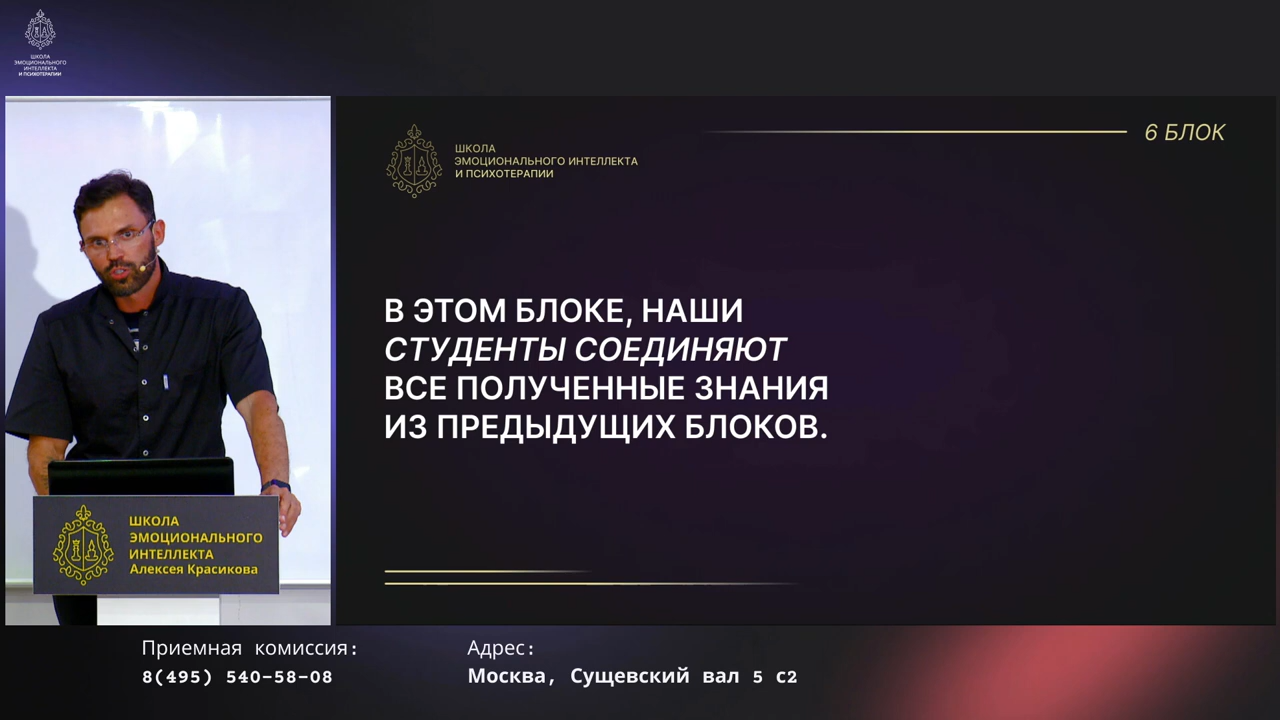 ШКОЛА
ЭМОЦИОНАЛЬНОГО
ИНТЕЛЛЕКТА
И ПСИХОТЕРАПИИ
ШКОЛА
ЭМОЦИОНАЛЬНОГО ИНТЕЛЛЕКТА
И ПСИХОТЕРАПИИ
6 БЛОК
В ЭТОМ БЛОКЕ, НАШИ
СТУДЕНТЫ СОЕДИНЯЮТ
ВСЕ ПОЛУЧЕННЫЕ ЗНАНИЯ
ИЗ ПРЕДЫДУЩИХ БЛОКОВ.
ШКОЛА
ЭМОЦИОНАЛЬНОГО
ИНТЕЛЛЕКТА
Алексея Красикова
Приемная комиссия:
8(495) 540-58-08
Адрес:
Москва, Сущевский вал 5 с2